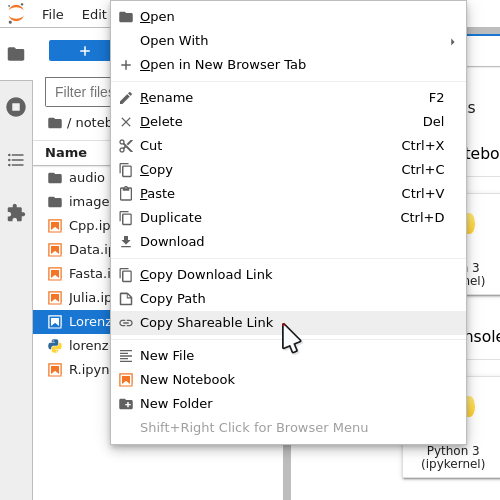 File Edit
Open
Open With
Open in New Browser Tab
Filter files
Rename F2
/ noteb
Delete Del
Cut Ctrl+X
Name
Copy Ctrl+C
audio
Paste Ctrl+V
image
Duplicate Ctrl+D
Cpp.ip
Download
Data.ip
Fasta.i
Copy Download Link
Julia.ip
Copy Path
Lorenz
Copy Shareable Link
lorenz
New File
R.ipyn
New Notebook
New Folder
Shift+Right Click for Browser Menu
s
tebo
3
nel)
nsole
Python 3
(ipykernel)